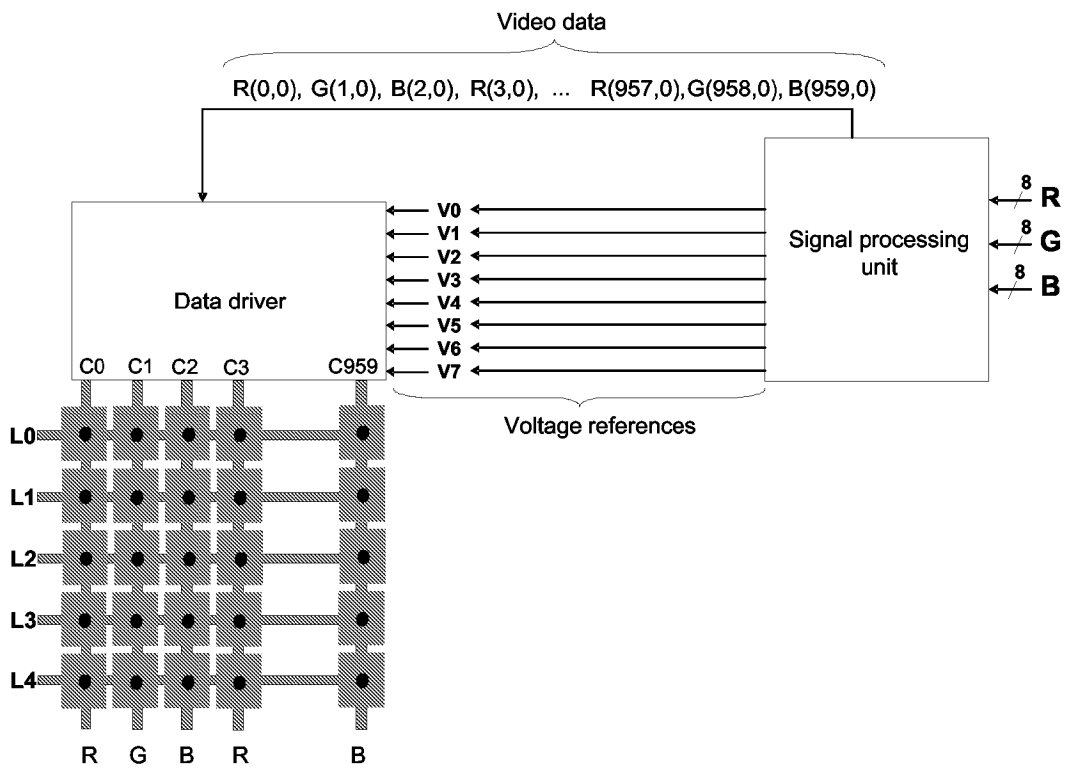 Video data
R(0,0), G(1,0), B(2,0), R(3,0), ... R(957,0),G(958,0), B(959,0)
8 R
8 G
8 B
Signal processing
unit
V0
V1
V2
V3
V4
V5
V6
V7
Data driver
C0 C1 C2 C3 C959
Voltage references
L0
L1
L2
L3
L4
R G B R B